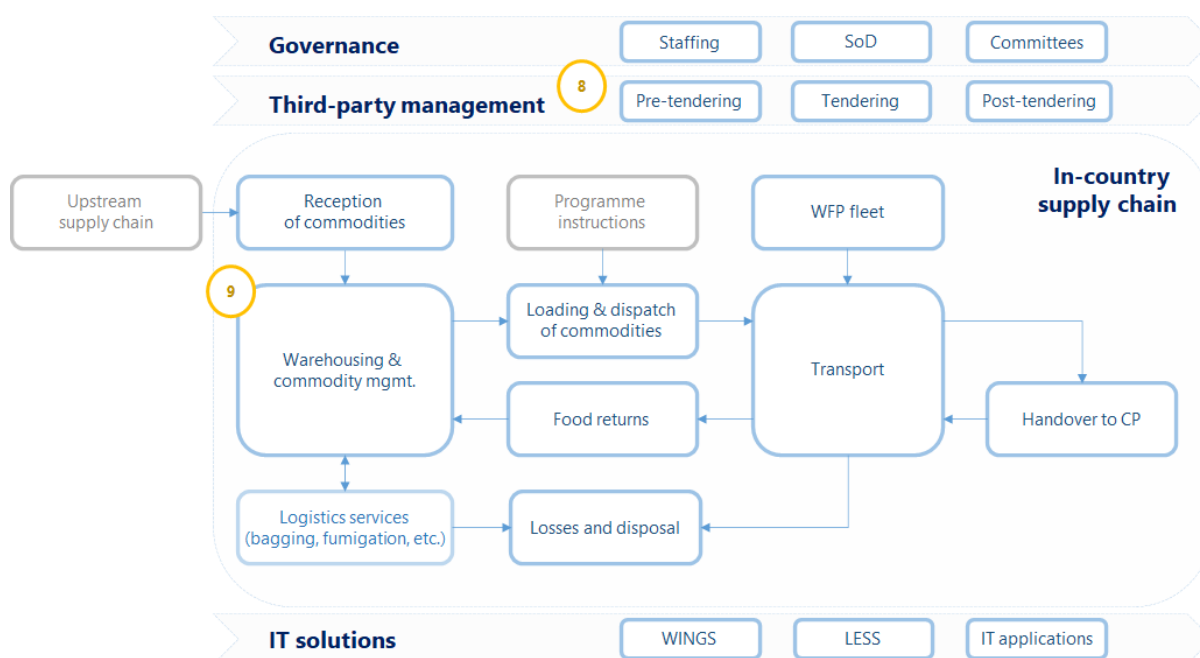 Governance
Staffing
SoD
Committees
8
Third-party management
Pre-tendering
Tendering
Post-tendering
In-country
supply chain
Upstream
supply chain
Reception
of commodities
Programme
instructions
WFP fleet
9
Warehousing &
commodity mgmt.
Loading & dispatch
of commodities
Transport
Food returns
Handover to CP
Logistics services
(bagging, fumigation, etc.)
Losses and disposal
IT solutions
WINGS
LESS
IT applications